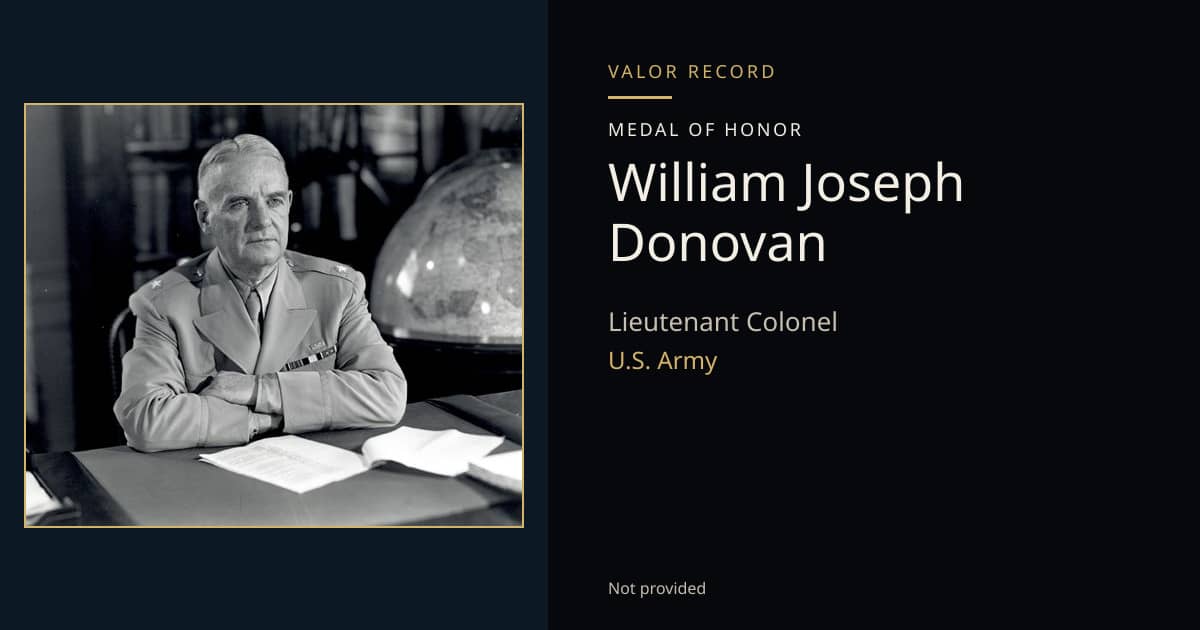 VALOR RECORD
MEDAL OF HONOR
William Joseph
Donovan
Lieutenant Colonel
U.S. Army
Not provided